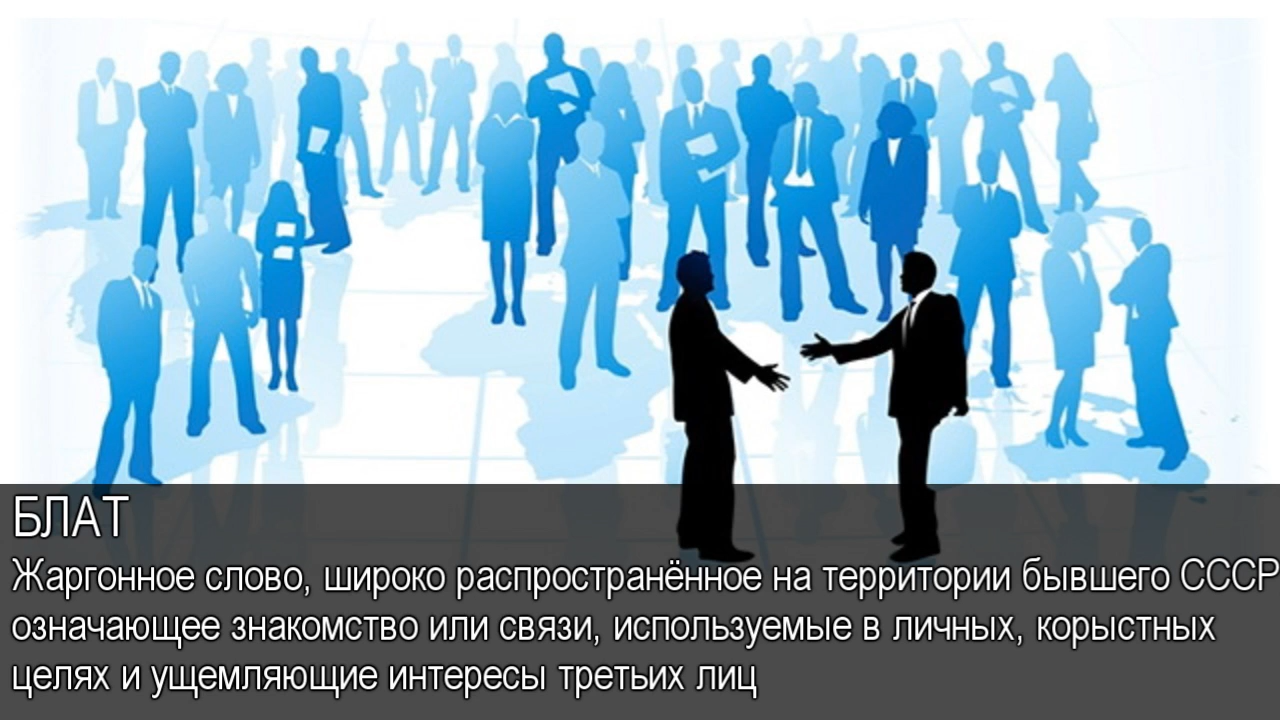 БЛАТ
Жаргонное слово, широко распространённое на территории бывшего СССР
означающее знакомство или связи, используемые в личных, корыстных
целях и ущемляющие интересы третьих лиц